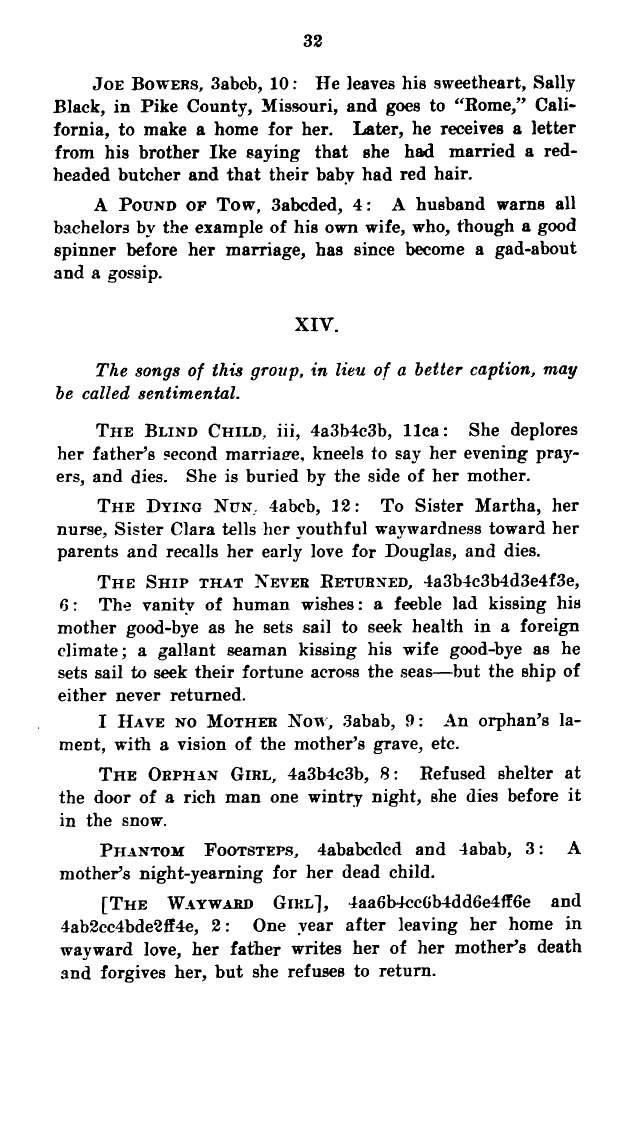 32
JOE BOWERS, 3abcb, 10: He leaves his sweetheart, Sally
Black, in Pike County, Missouri, and goes to “Rome,” Cali-
fornia, to make a home for her. Later, he receives a letter
from his brother Ike saying that she had married a red-
headed butcher and that their baby had red hair.
A POUND OF TOW, 3abcded, 4: A husband warns all
bachelors by the example of his own wife, who, though a good
spinner before her marriage, has since become a gad-about
and a gossip.
XIV.
The songs of this group, in lieu of a better caption, may
be called sentimental.
THE BLIND CHILD, iii, 4a3b4c3b, 11ca: She deplores
her father’s second marriage, kneels to say her evening pray-
ers, and dies. She is buried by the side of her mother.
THE DYING NUN, 4abcb, 12: To Sister Martha, her
nurse, Sister Clara tells her youthful waywardness toward her
parents and recalls her early love for Douglas, and dies.
THE SHIP THAT NEVER RETURNED, 4a3b4c3b4d3e4f3e,
6: The vanity of human wishes: a feeble lad kissing his
mother good-bye as he sets sail to seek health in a foreign
climate; a gallant seaman kissing his wife good-bye as he
sets sail to seek their fortune across the seas—but the ship of
either never returned.
I HAVE NO MOTHER NOW, 3abab, 9: An orphan’s la-
ment, with a vision of the mother’s grave, etc.
THE ORPHAN GIRL, 4a3b4c3b, 8: Refused shelter at
the door of a rich man one wintry night, she dies before it
in the snow.
PHANTOM FOOTSTEPS, 4ababcdcd and 4abab, 3: A
mother’s night-yearning for her dead child.
[THE WAYWARD GIRL], 4aa6b4cc6b4dd6e4ff6e and
4ab2cc4bde2ff4e, 2: One year after leaving her home in
wayward love, her father writes her of her mother’s death
and forgives her, but she refuses to return.